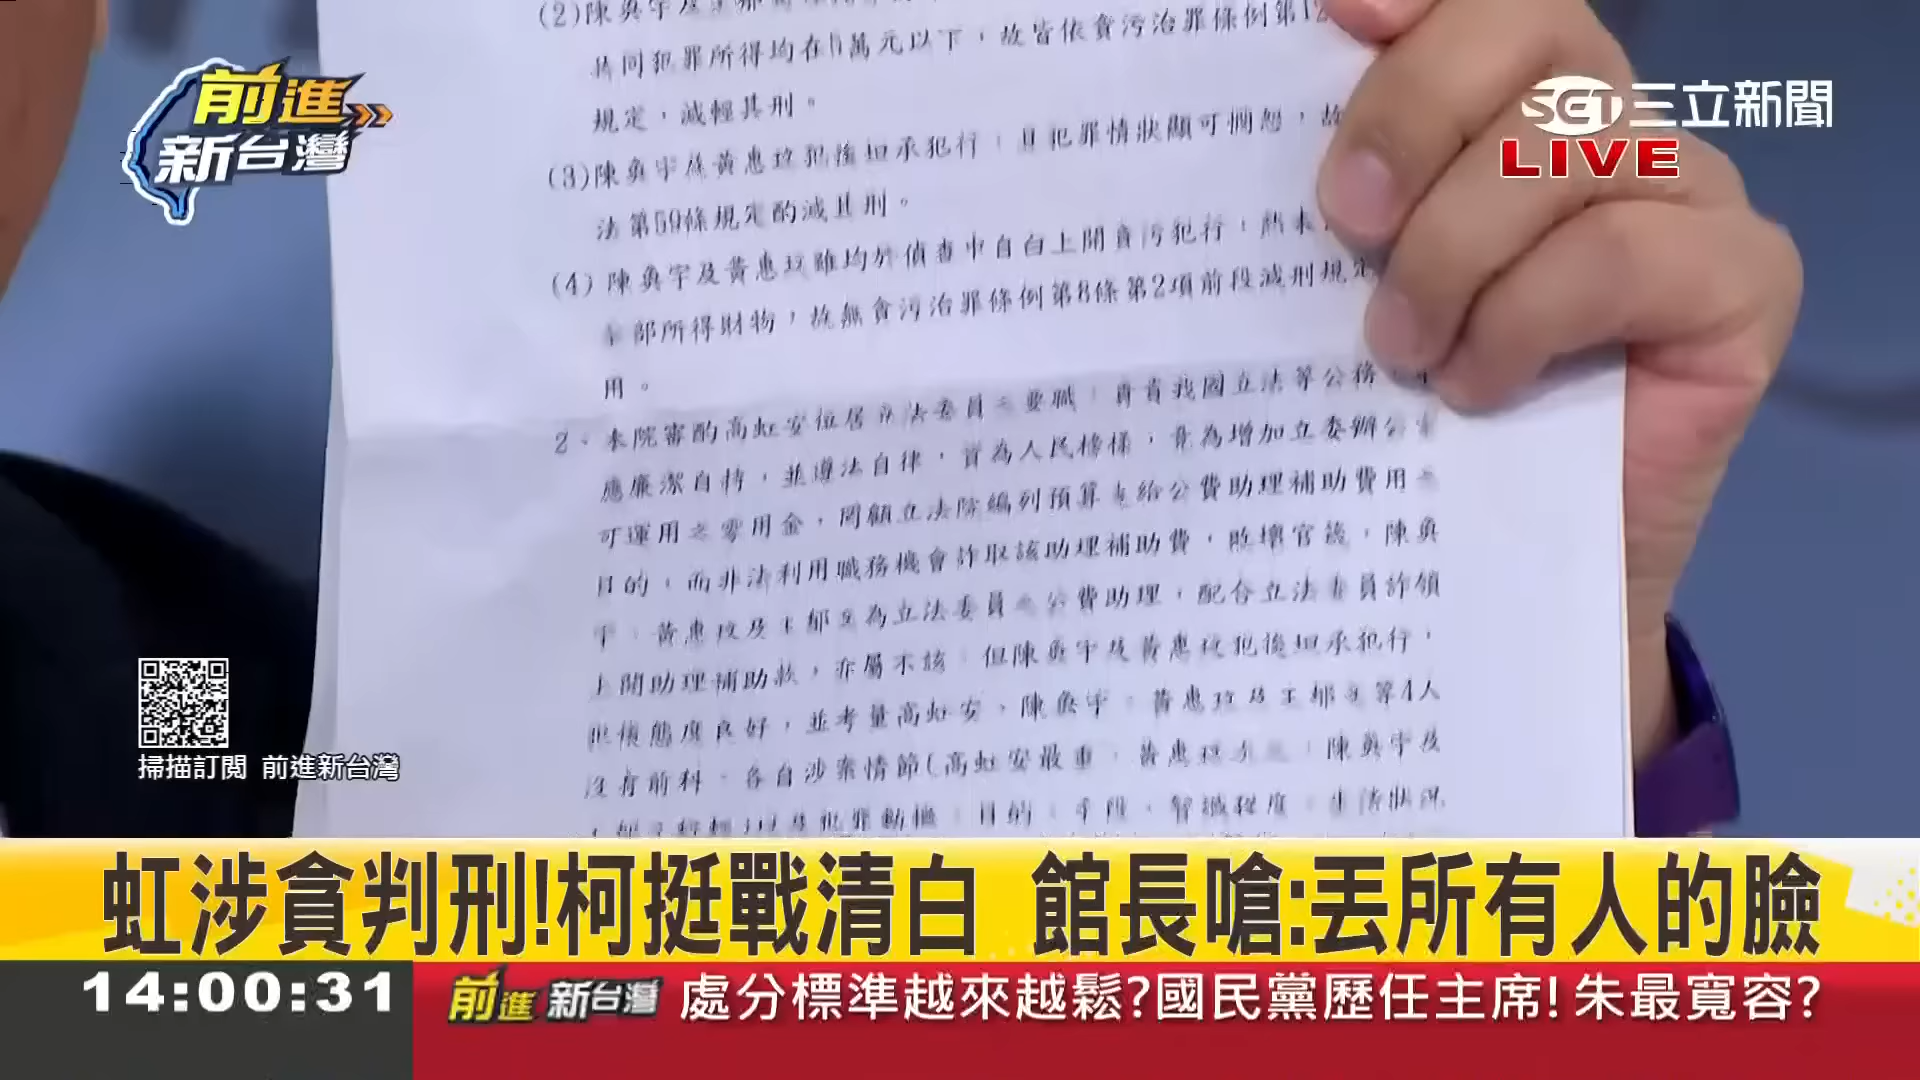 前進
新台灣
SET三立新聞
LIVE
共同犯罪所得均在5萬元以下，故皆依貪污治罪條例第12
規定，減輕其刑。
(3)陳奐宇及黃惠玟犯後坦承犯行，且犯罪情狀顯可憫恕，故
法第59條規定酌減其刑。
(4)陳奐宇及黃惠玟雖均於偵查中自白上開貪污犯行，然未
全部所得財物，故無貪污治罪條例第8條第2項前段減刑規定
用。
2、本院審酌高虹安位居立法委員之要職，肩負我國立法等公務，
應廉潔自持，並遵法自律，資為人民榜樣，竟為增加立委辦公室
可運用之零用金，罔顧立法院編列預算支給公費助理補助費用之
目的，而非法利用職務機會詐取該助理補助費，敗壞官箴，陳奐
宇、黃惠玟及王郁文為立法委員之公費助理，配合立法委員詐領
上開助理補助款，亦屬不該，但陳奐宇及黃惠玟犯後坦承犯行，
犯後態度良好，並考量高虹安、陳奐宇、黃惠玟及王郁文等4人
沒有前科、各自涉案情節(高虹安最重、黃惠玟次之、陳奐宇及
犯罪動機、目的、手段、智識程度、生活狀況
掃描訂閱 前進新台灣
虹涉貪判刑!柯挺戰清白 館長嗆:丟所有人的臉
14:00:31
前進新台灣 處分標準越來越鬆?國民黨歷任主席!朱最寬容?